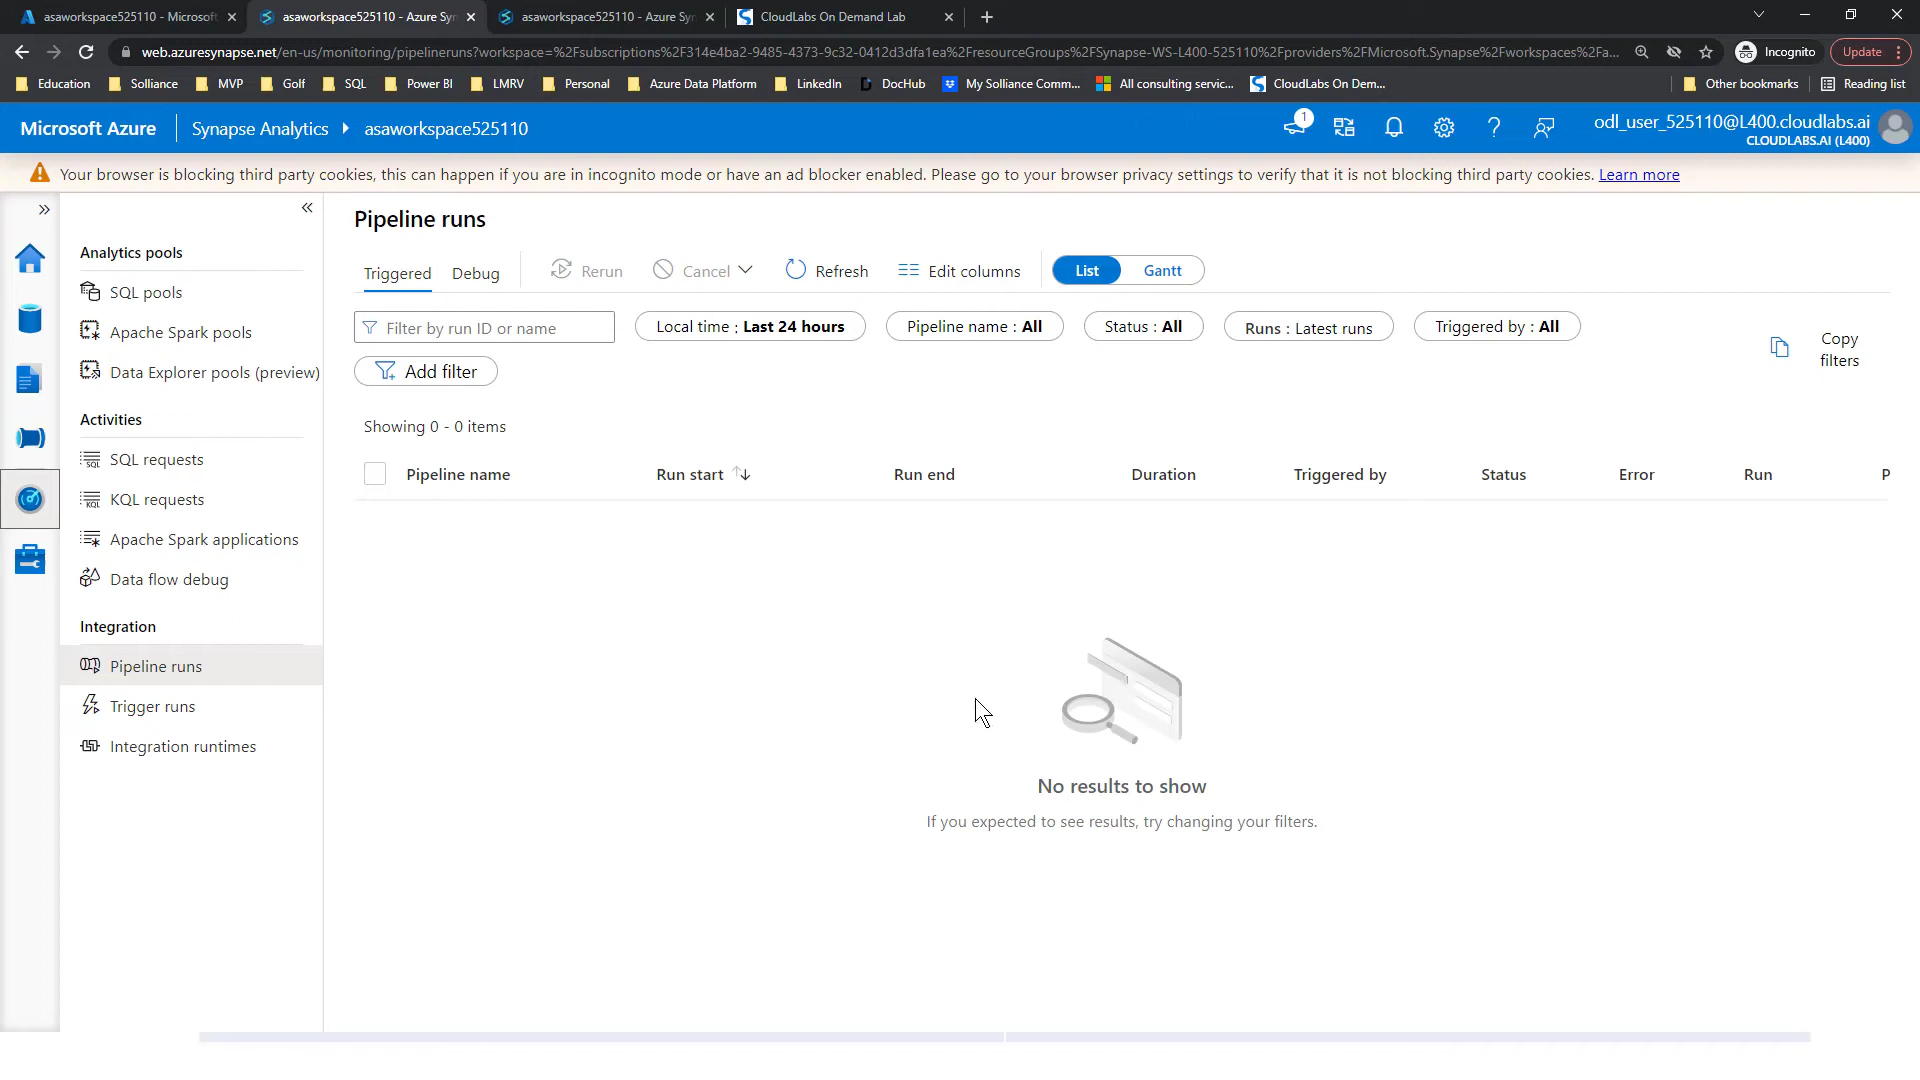 asaworkspace525110 - Microsoft
asaworkspace525110 - Azure Syn
asaworkspace525110 - Azure Syn
CloudLabs On Demand Lab
web.azuresynapse.net/en-us/monitoring/pipelineruns?workspace=%2Fsubscriptions%2F314e4ba2-9485-4373-9c32-0412d3dfa1ea%2FresourceGroups%2FSynapse-WS-L400-525110%2Fproviders%2FMicrosoft.Synapse%2Fworkspaces%2Fa...
Incognito
Update
Education
Solliance
MVP
Golf
SQL
Power BI
LMRV
Personal
Azure Data Platform
LinkedIn
DocHub
My Solliance Comm...
All consulting servic...
CloudLabs On Dem...
Other bookmarks
Reading list
Microsoft Azure
Synapse Analytics
asaworkspace525110
1
odl_user_525110@L400.cloudlabs.ai
CLOUDLABS.AI (L400)
Your browser is blocking third party cookies, this can happen if you are in incognito mode or have an ad blocker enabled. Please go to your browser privacy settings to verify that it is not blocking third party cookies. Learn more
Analytics pools
SQL pools
Apache Spark pools
Data Explorer pools (preview)
Activities
SQL requests
KQL requests
Apache Spark applications
Data flow debug
Integration
Pipeline runs
Trigger runs
Integration runtimes
Pipeline runs
Triggered
Debug
Rerun
Cancel
Refresh
Edit columns
List
Gantt
Filter by run ID or name
Local time : Last 24 hours
Pipeline name : All
Status : All
Runs : Latest runs
Triggered by : All
Copy
filters
Add filter
Showing 0 - 0 items
Pipeline name
Run start
Run end
Duration
Triggered by
Status
Error
Run
P
No results to show
If you expected to see results, try changing your filters.